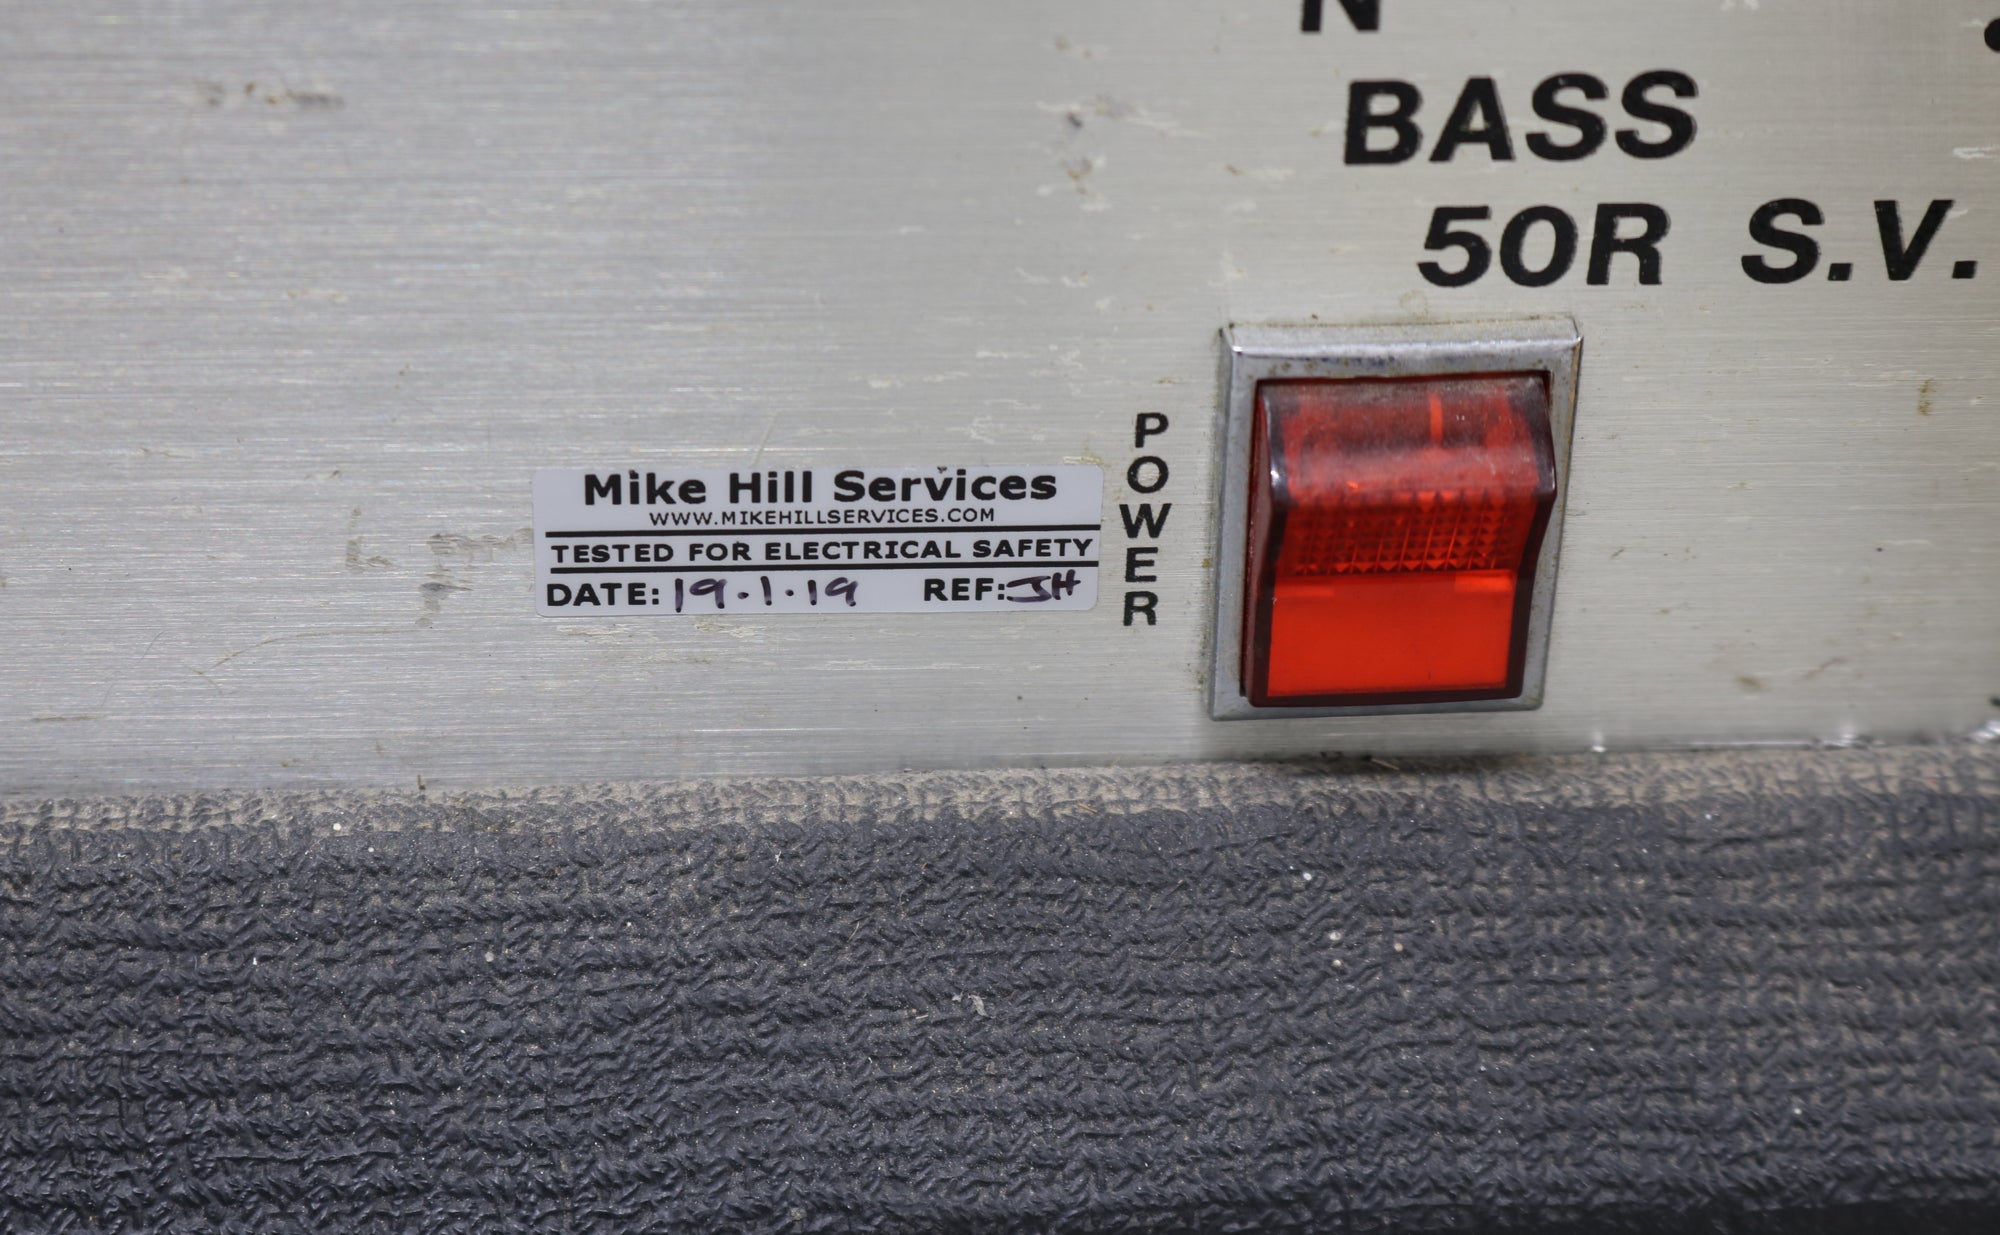 N
BASS
50R S.V.
POWER
Mike Hill Services
WWW.MIKEHILLSERVICES.COM
TESTED FOR ELECTRICAL SAFETY
DATE: 19.1.19 REF: JH